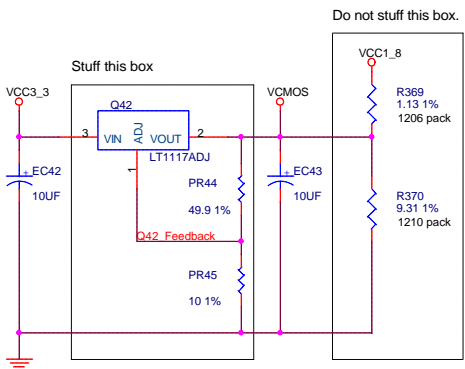 Do not stuff this box.
Stuff this box
VCC1_8
VCC3_3
VCMOS
R369
1.13 1%
1206 pack
Q42
3
VIN
ADJ
VOUT
2
LT1117ADJ
1
EC42
10UF
PR44
49.9 1%
EC43
10UF
R370
9.31 1%
1210 pack
Q42_Feedback
PR45
10 1%